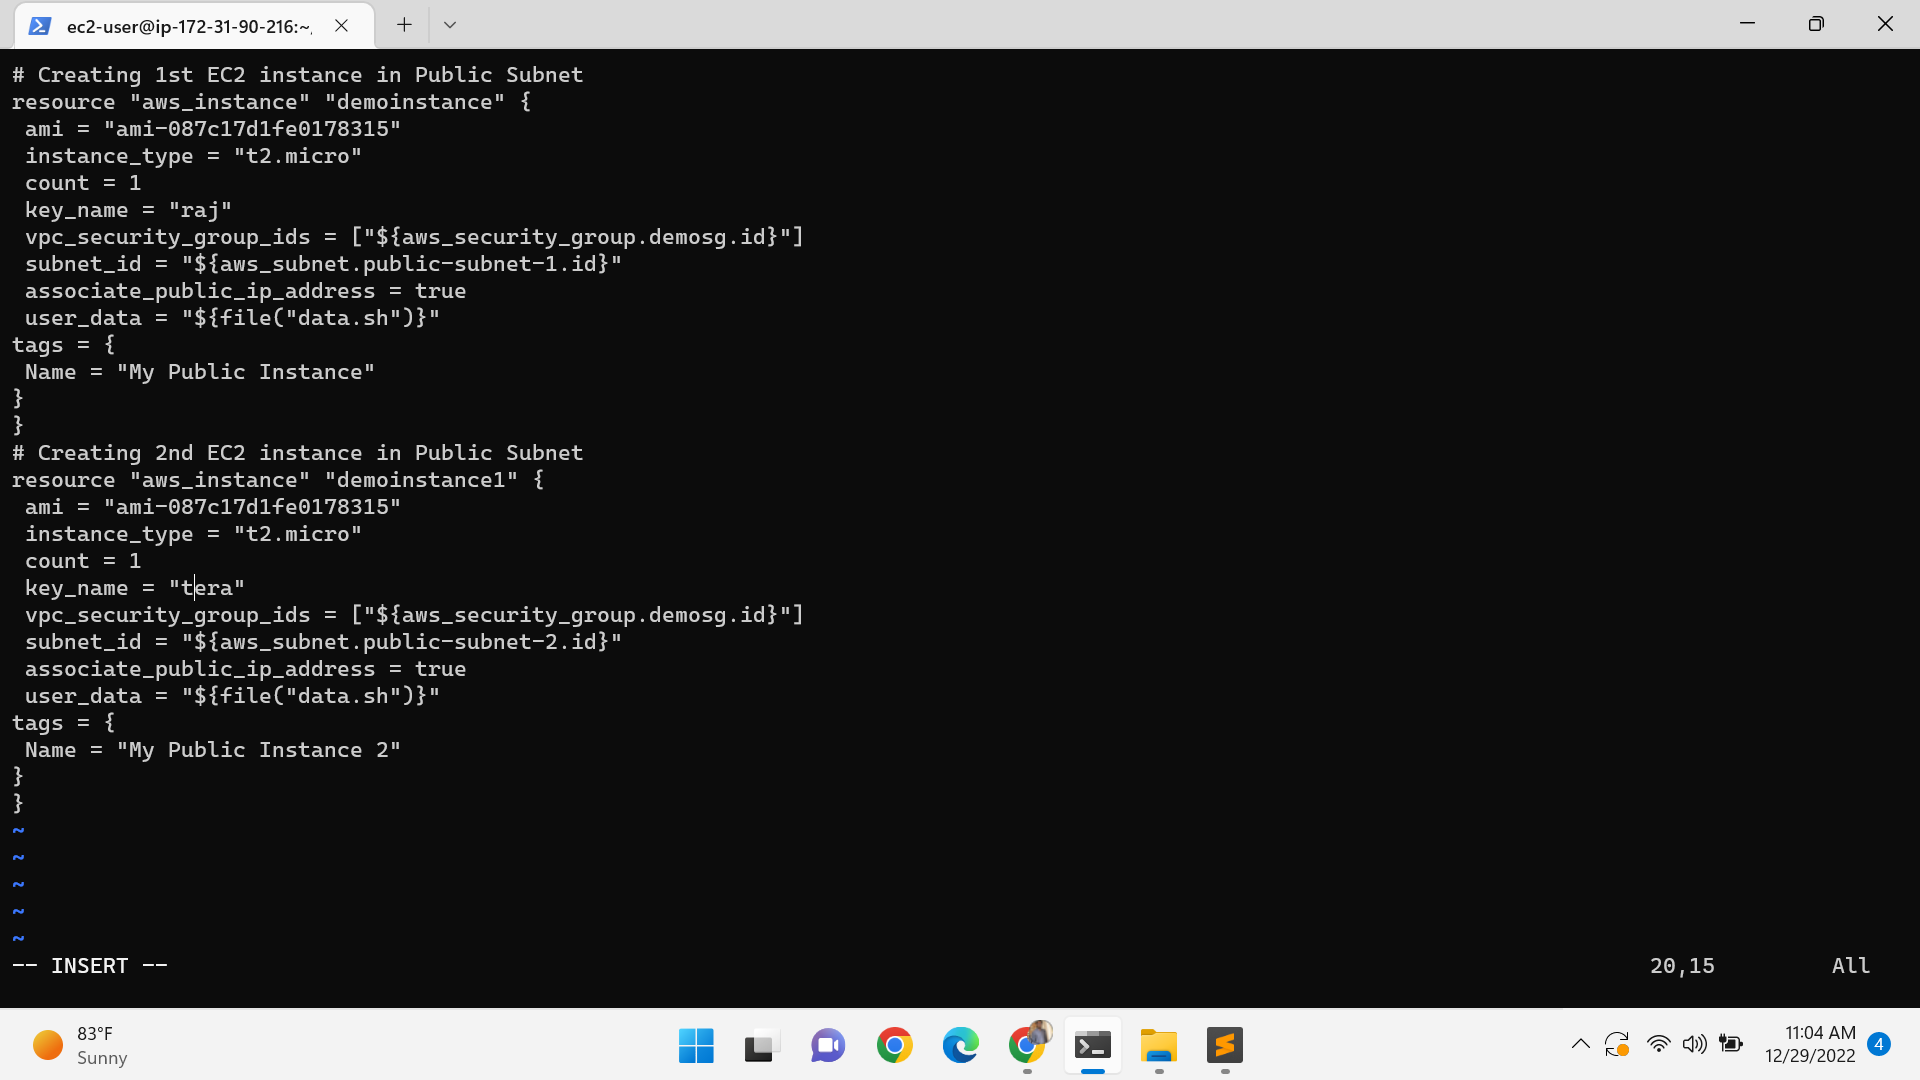 ec2-user@ip-172-31-90-216:~,
# Creating 1st EC2 instance in Public Subnet
resource "aws_instance" "demoinstance" {
 ami = "ami-087c17d1fe0178315"
 instance_type = "t2.micro"
 count = 1
 key_name = "raj"
 vpc_security_group_ids = ["${aws_security_group.demosg.id}"]
 subnet_id = "${aws_subnet.public-subnet-1.id}"
 associate_public_ip_address = true
 user_data = "${file("data.sh")}"
tags = {
 Name = "My Public Instance"
}
}
# Creating 2nd EC2 instance in Public Subnet
resource "aws_instance" "demoinstance1" {
 ami = "ami-087c17d1fe0178315"
 instance_type = "t2.micro"
 count = 1
 key_name = "tera"
 vpc_security_group_ids = ["${aws_security_group.demosg.id}"]
 subnet_id = "${aws_subnet.public-subnet-2.id}"
 associate_public_ip_address = true
 user_data = "${file("data.sh")}"
tags = {
 Name = "My Public Instance 2"
}
}
~
~
~
~
~
-- INSERT -- 20,15 All
83°F
Sunny
11:04 AM
12/29/2022
4